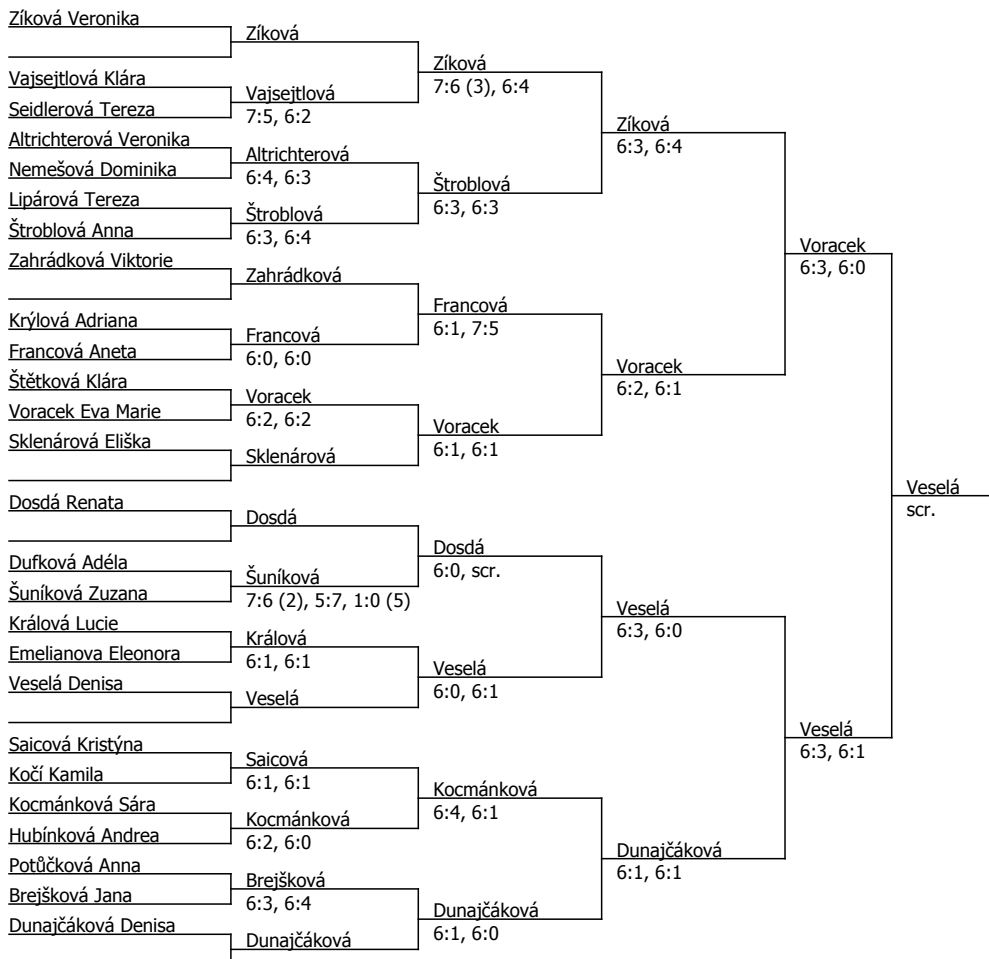 Zíková Veronika
Vajsejtlová Klára
Seidlerová Tereza
Altrichterová Veronika
Nemešová Dominika
Lipárová Tereza
Štroblová Anna
Zahrádková Viktorie
Krýlová Adriana
Francová Aneta
Štětková Klára
Voracek Eva Marie
Sklenárová Eliška
Dosdá Renata
Dufková Adéla
Šuníková Zuzana
Králová Lucie
Emelianova Eleonora
Veselá Denisa
Saicová Kristýna
Kočí Kamila
Kocmánková Sára
Hubínková Andrea
Potůčková Anna
Brejšková Jana
Dunajčáková Denisa
Zíková
Vajsejtlová
7:5, 6:2
Altrichterová
6:4, 6:3
Štroblová
6:3, 6:4
Zahrádková
Francová
6:0, 6:0
Voracek
6:2, 6:2
Sklenárová
Dosdá
Šuníková
7:6 (2), 5:7, 1:0 (5)
Králová
6:1, 6:1
Veselá
Saicová
6:1, 6:1
Kocmánková
6:2, 6:0
Brejšková
6:3, 6:4
Dunajčáková
Zíková
7:6 (3), 6:4
Štroblová
6:3, 6:3
Francová
6:1, 7:5
Voracek
6:1, 6:1
Dosdá
6:0, scr.
Veselá
6:0, 6:1
Kocmánková
6:4, 6:1
Dunajčáková
6:1, 6:0
Zíková
6:3, 6:4
Voracek
6:2, 6:1
Veselá
6:3, 6:0
Dunajčáková
6:1, 6:1
Voracek
6:3, 6:0
Veselá
6:3, 6:1
Veselá
scr.